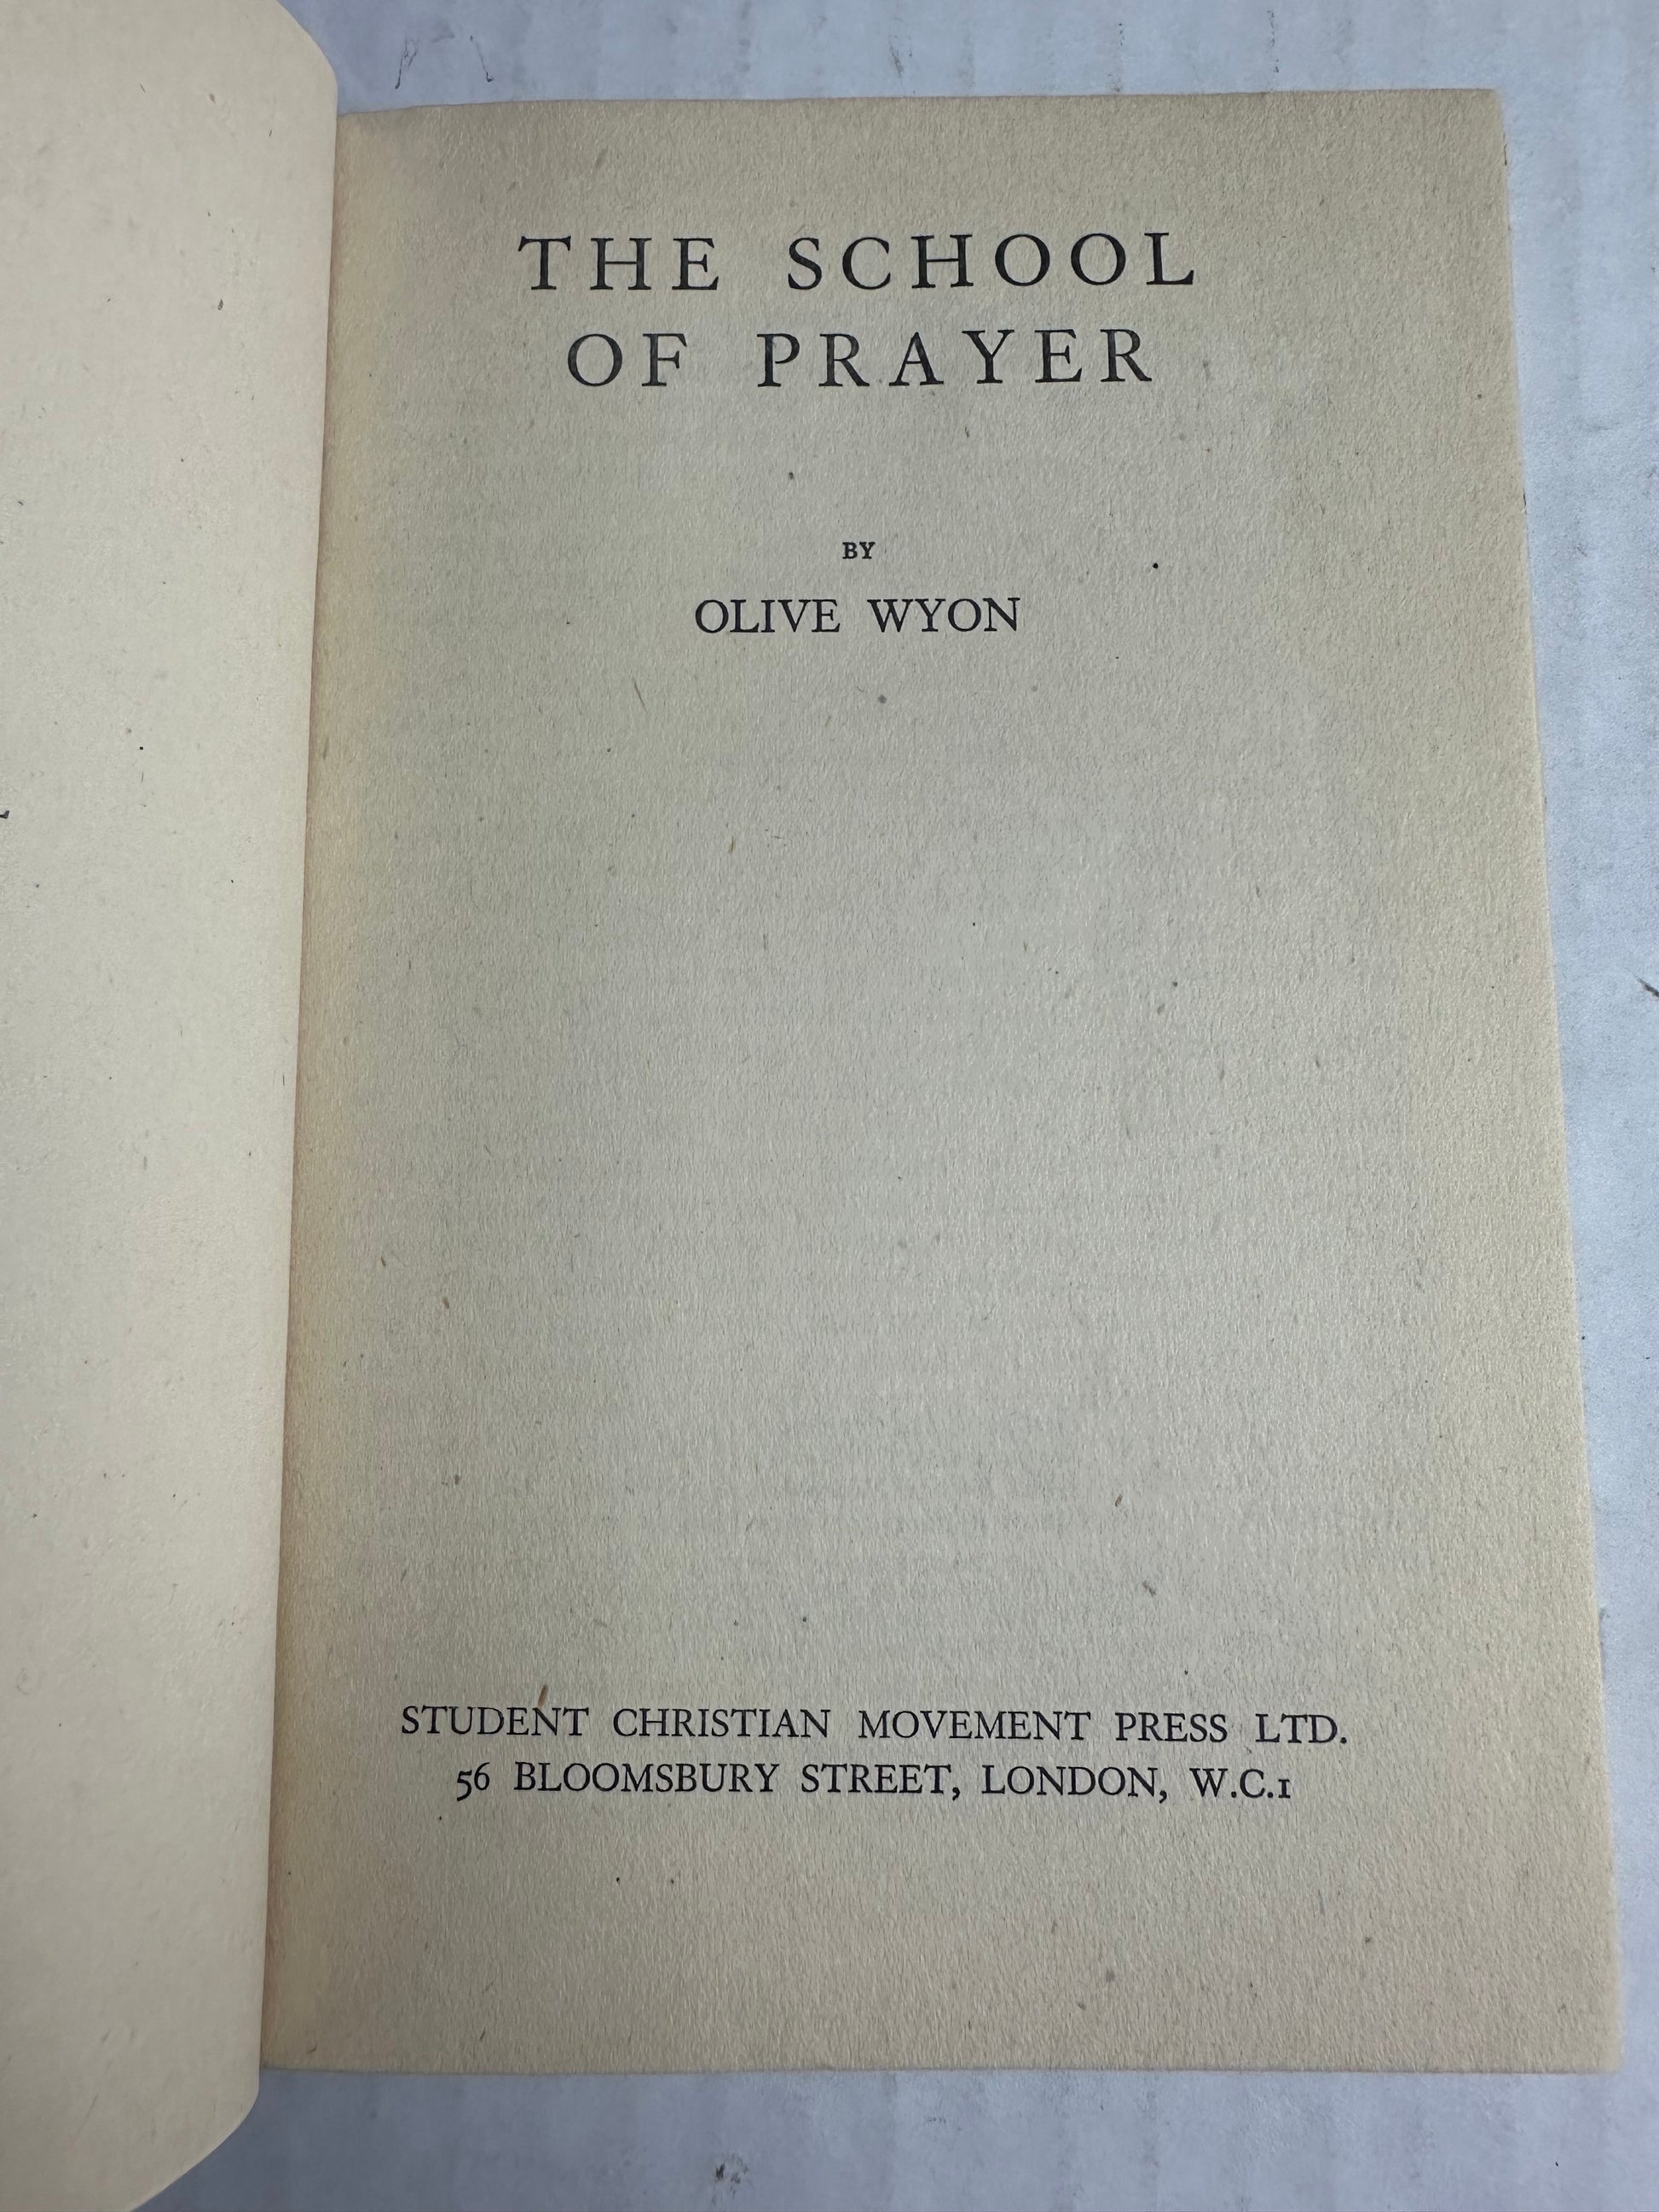 THE SCHOOL
OF PRAYER
BY
OLIVE WYON
STUDENT CHRISTIAN MOVEMENT PRESS LTD.
56 BLOOMSBURY STREET, LONDON, W.C.1